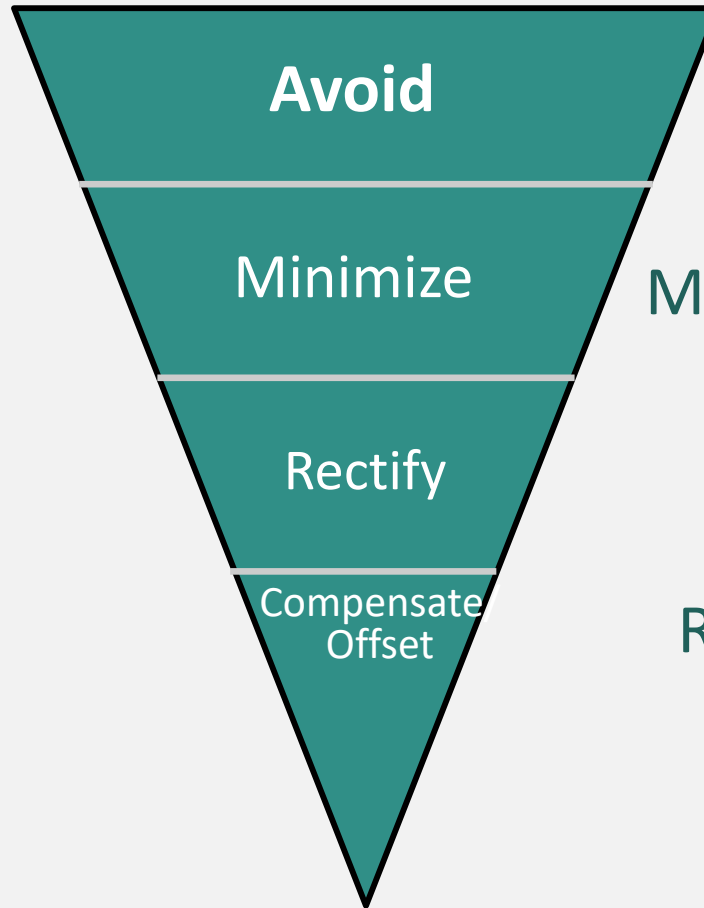 Avoid
Minimize
M
Rectify
Compensate/
Offset
R